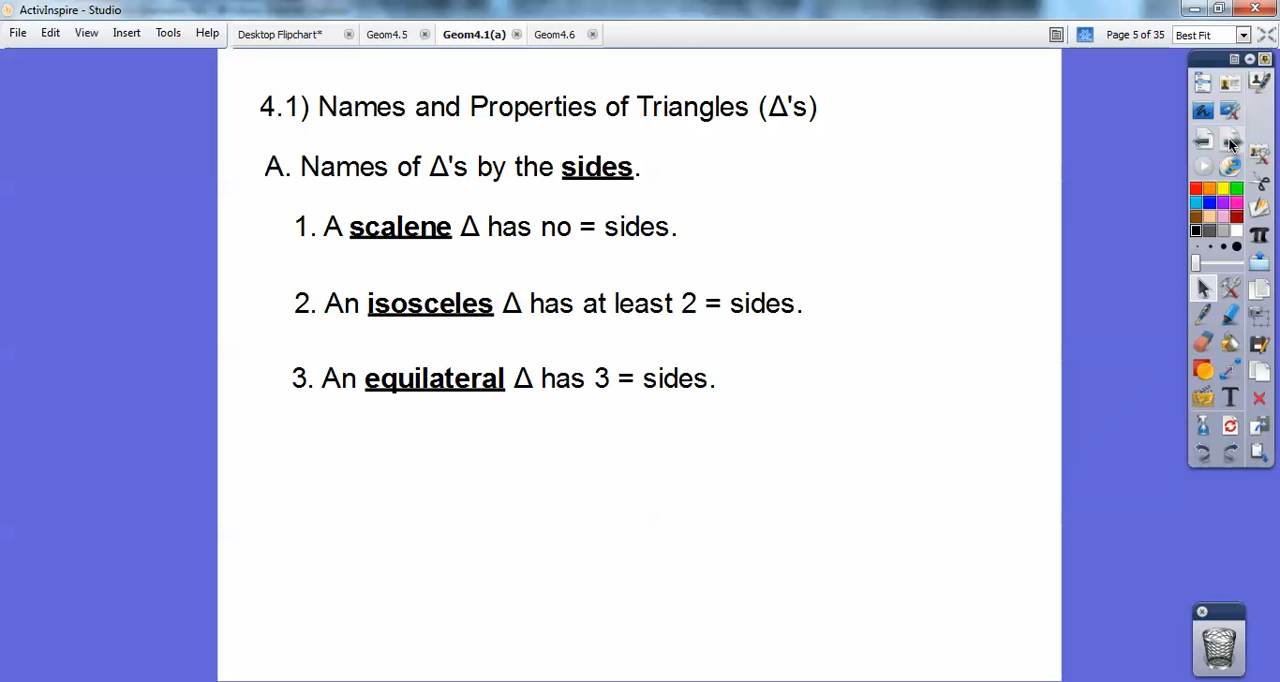 ActivInspire - Studio
File Edit View Insert Tools Help Desktop Flipchart* Geom4.5 Geom4.1(a) Geom4.6 Page 5 of 35 Best Fit
4.1) Names and Properties of Triangles (Δ's)
A. Names of Δ's by the sides.
1. A scalene Δ has no = sides.
2. An isosceles Δ has at least 2 = sides.
3. An equilateral Δ has 3 = sides.